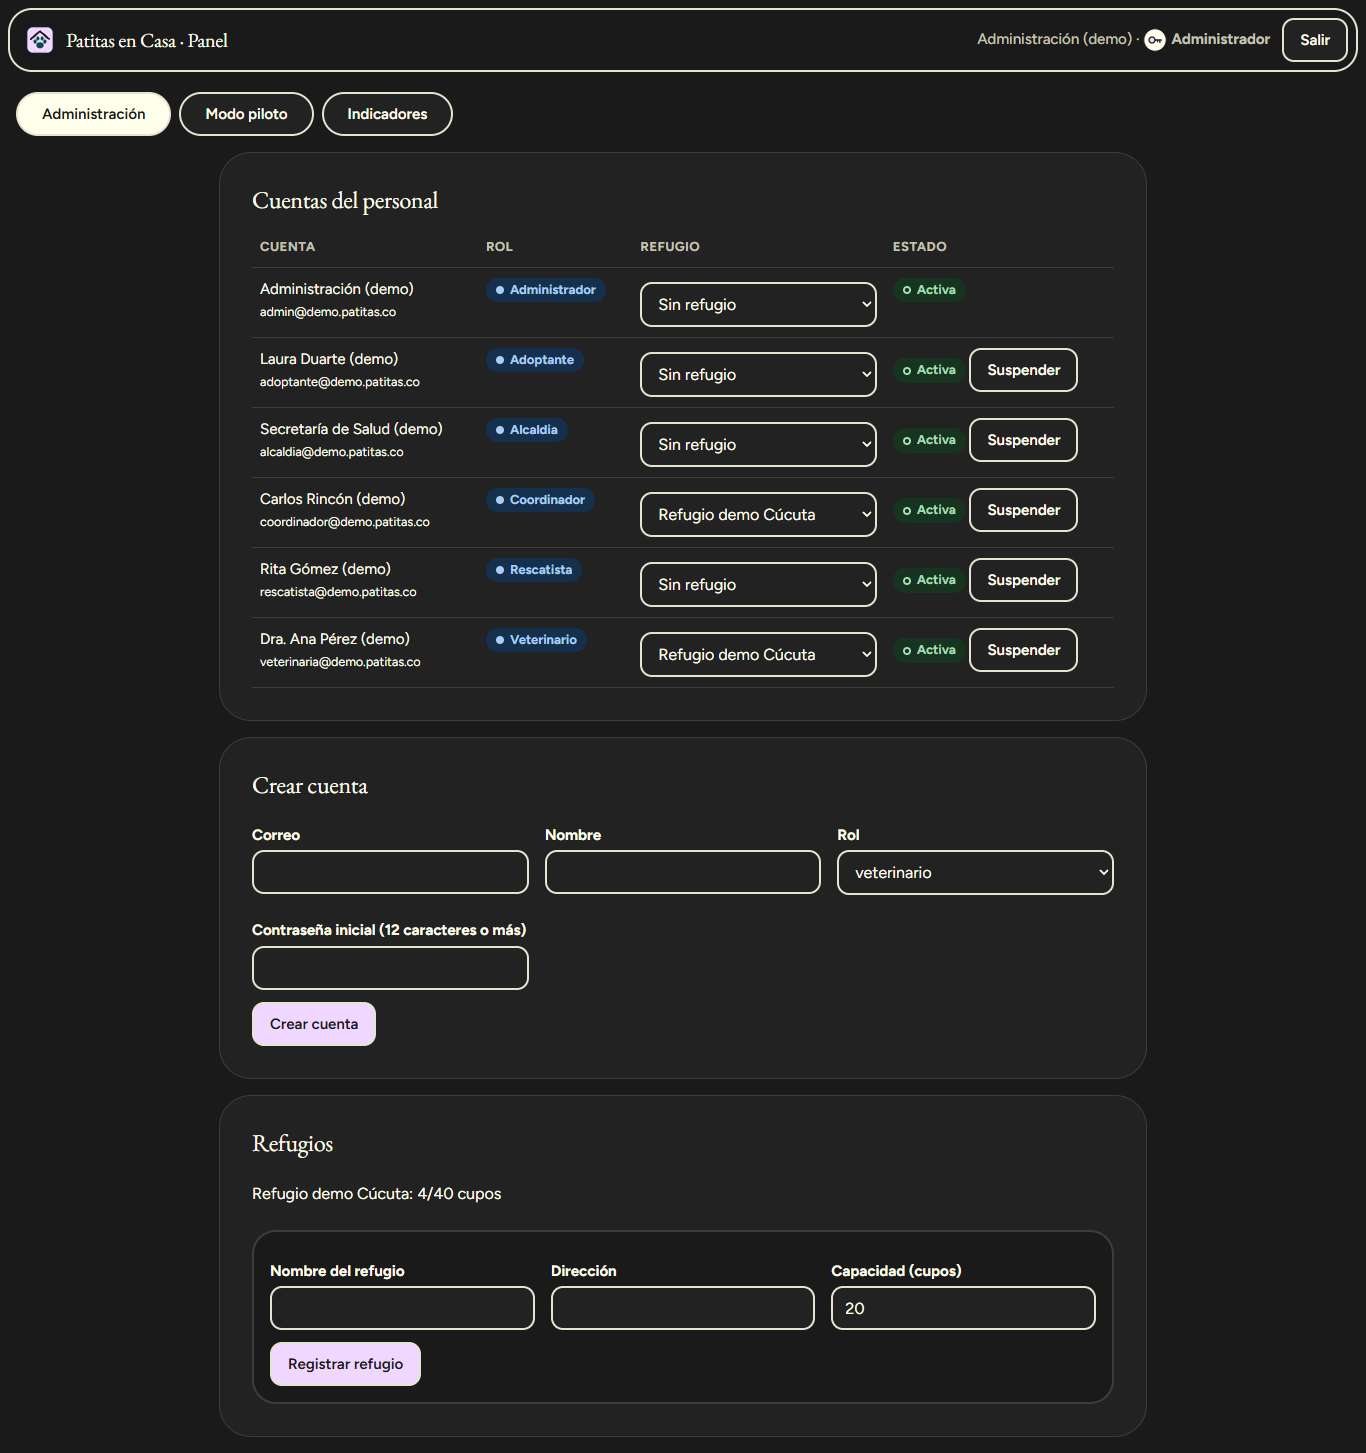 Patitas en Casa · Panel
Administración (demo) · Administrador
Salir
Administración
Modo piloto
Indicadores
Cuentas del personal
CUENTA ROL REFUGIO ESTADO
Administración (demo)
admin@demo.patitas.co
Administrador
Sin refugio
Activa
Laura Duarte (demo)
adoptante@demo.patitas.co
Adoptante
Sin refugio
Activa
Suspender
Secretaría de Salud (demo)
alcaldia@demo.patitas.co
Alcaldia
Sin refugio
Activa
Suspender
Carlos Rincón (demo)
coordinador@demo.patitas.co
Coordinador
Refugio demo Cúcuta
Activa
Suspender
Rita Gómez (demo)
rescatista@demo.patitas.co
Rescatista
Sin refugio
Activa
Suspender
Dra. Ana Pérez (demo)
veterinaria@demo.patitas.co
Veterinario
Refugio demo Cúcuta
Activa
Suspender
Crear cuenta
Correo
Nombre
Rol
veterinario
Contraseña inicial (12 caracteres o más)
Crear cuenta
Refugios
Refugio demo Cúcuta: 4/40 cupos
Nombre del refugio
Dirección
Capacidad (cupos)
20
Registrar refugio